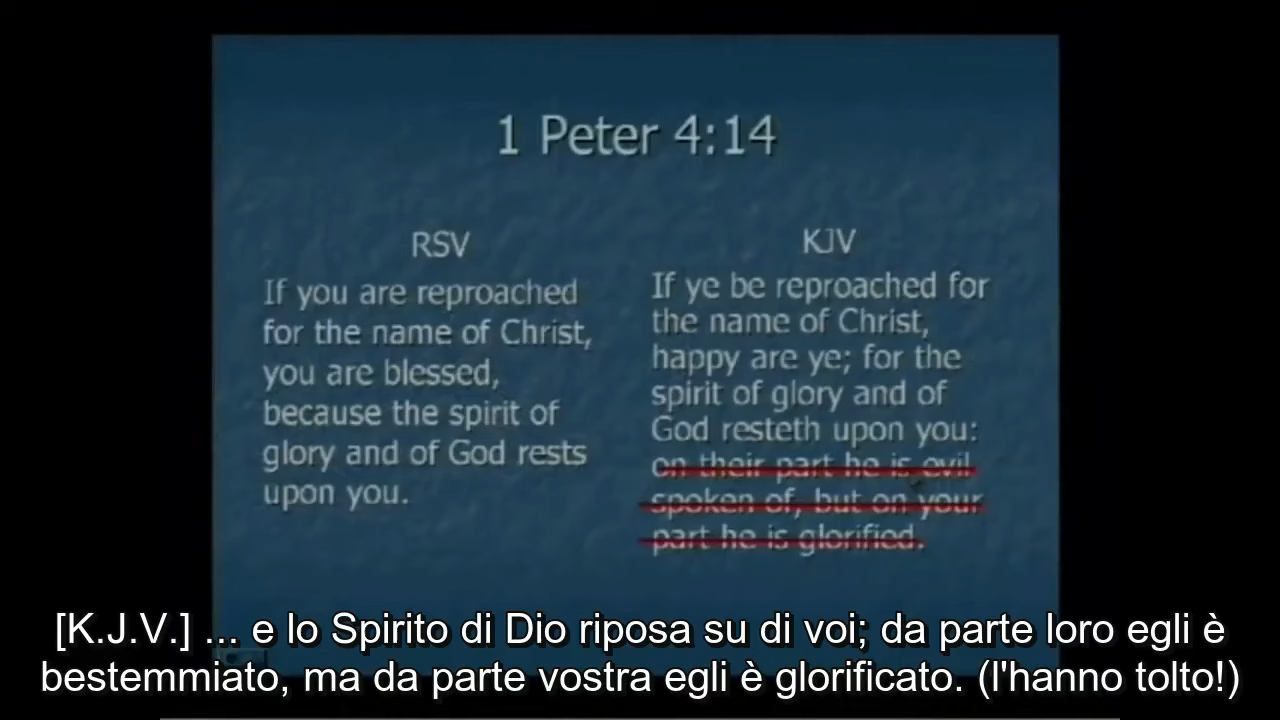 1 Peter 4:14
RSV
If you are reproached
for the name of Christ,
you are blessed,
because the spirit of
glory and of God rests
upon you.
KJV
If ye be reproached for
the name of Christ,
happy are ye; for the
spirit of glory and of
God resteth upon you:
on their part he is evil
spoken of, but on your
part he is glorified.
[K.J.V.] ... e lo Spirito di Dio riposa su di voi; da parte loro egli è
bestemmiato, ma da parte vostra egli è glorificato. (l'hanno tolto!)